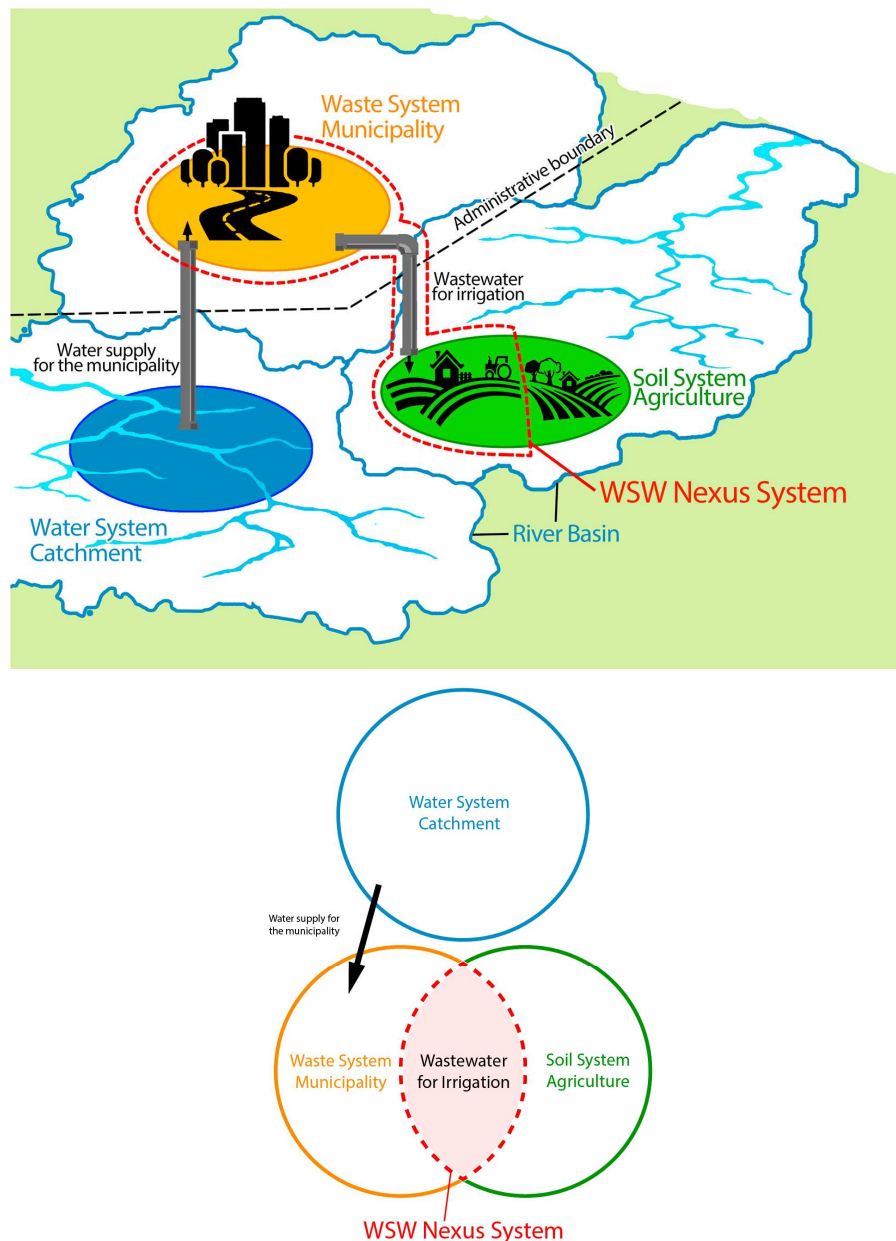 Waste System
Municipality
Administrative boundary
Wastewater
for irrigation
Water supply
for the municipality
Soil System
Agriculture
WSW Nexus System
River Basin
Water System
Catchment
Water System
Catchment
Water supply for
the municipality
Waste System
Municipality
Wastewater
for Irrigation
Soil System
Agriculture
WSW Nexus System